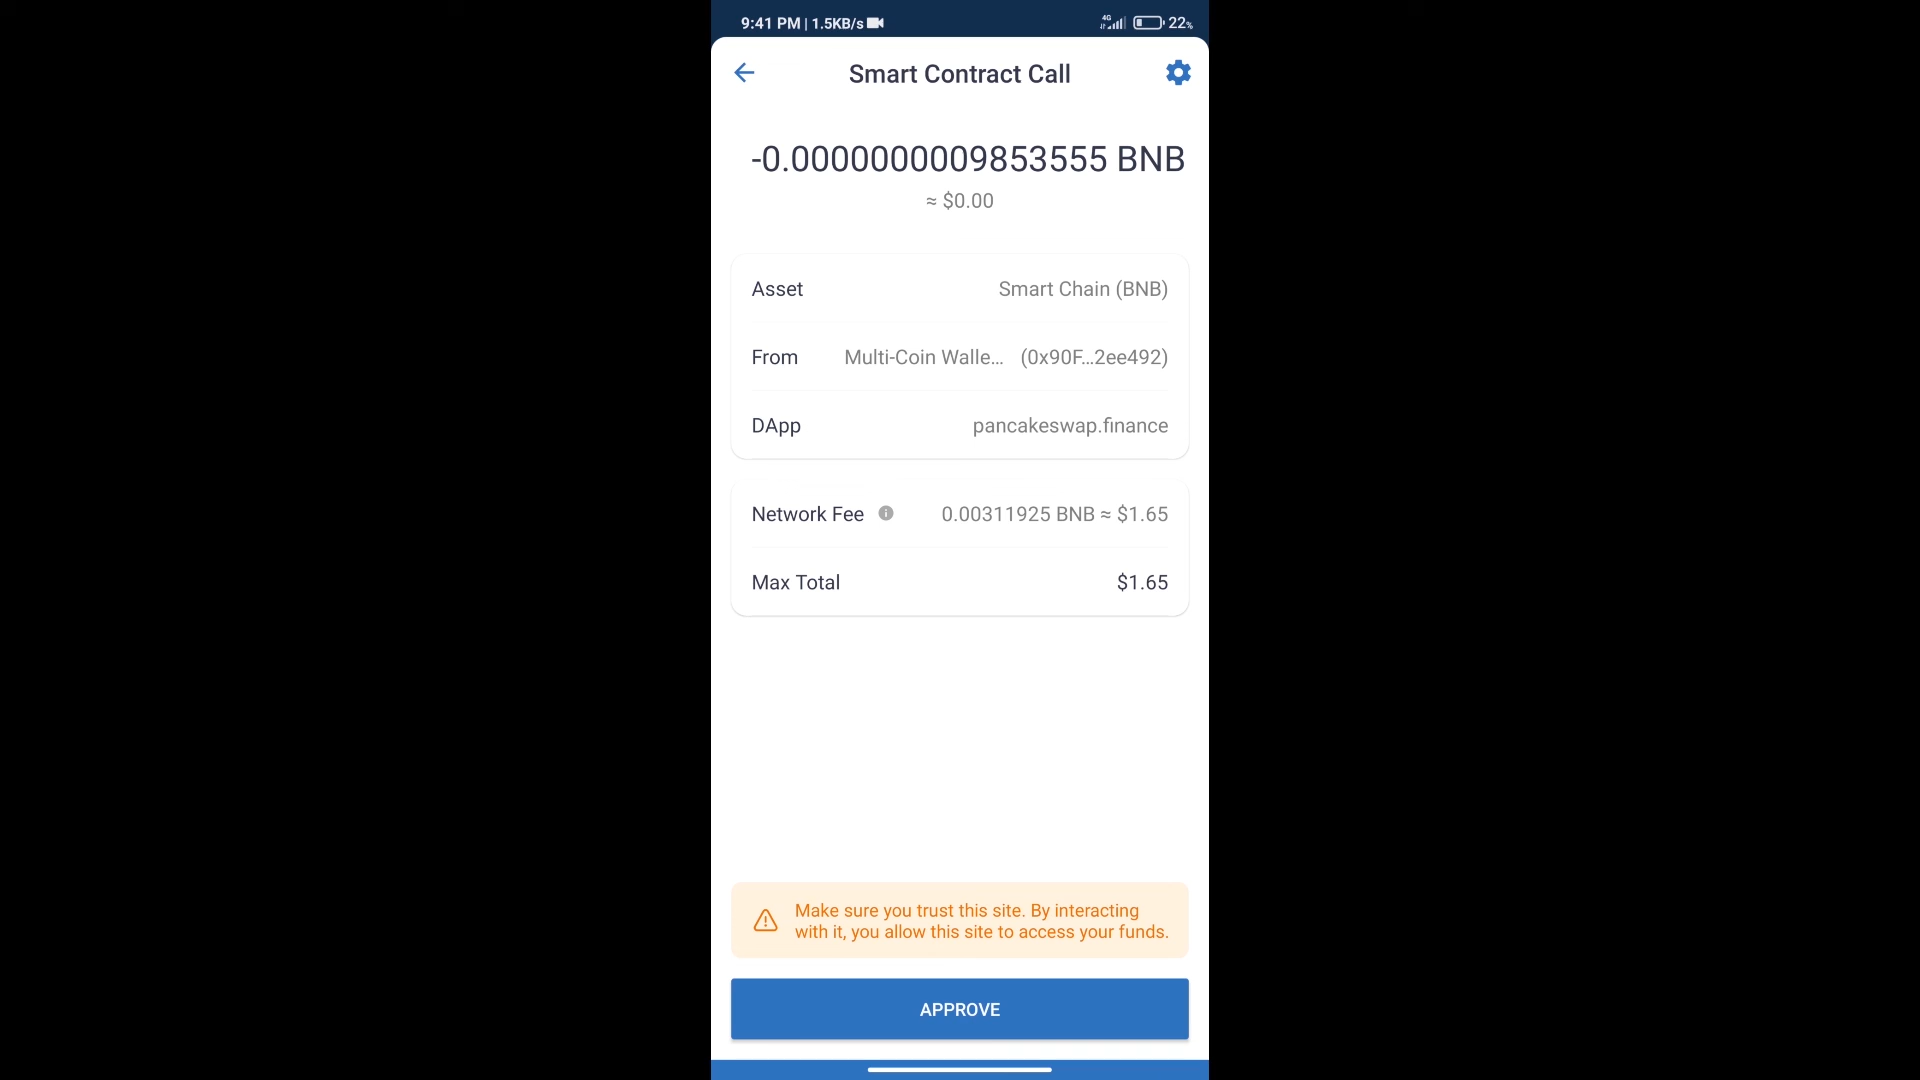 9:41 PM | 1.5KB/s 4G 22%
Smart Contract Call
-0.0000000009853555 BNB
≈ $0.00
Asset Smart Chain (BNB)
From Multi-Coin Walle... (0x90F...2ee492)
DApp pancakeswap.finance
Network Fee 0.00311925 BNB ≈ $1.65
Max Total $1.65
Make sure you trust this site. By interacting
with it, you allow this site to access your funds.
APPROVE